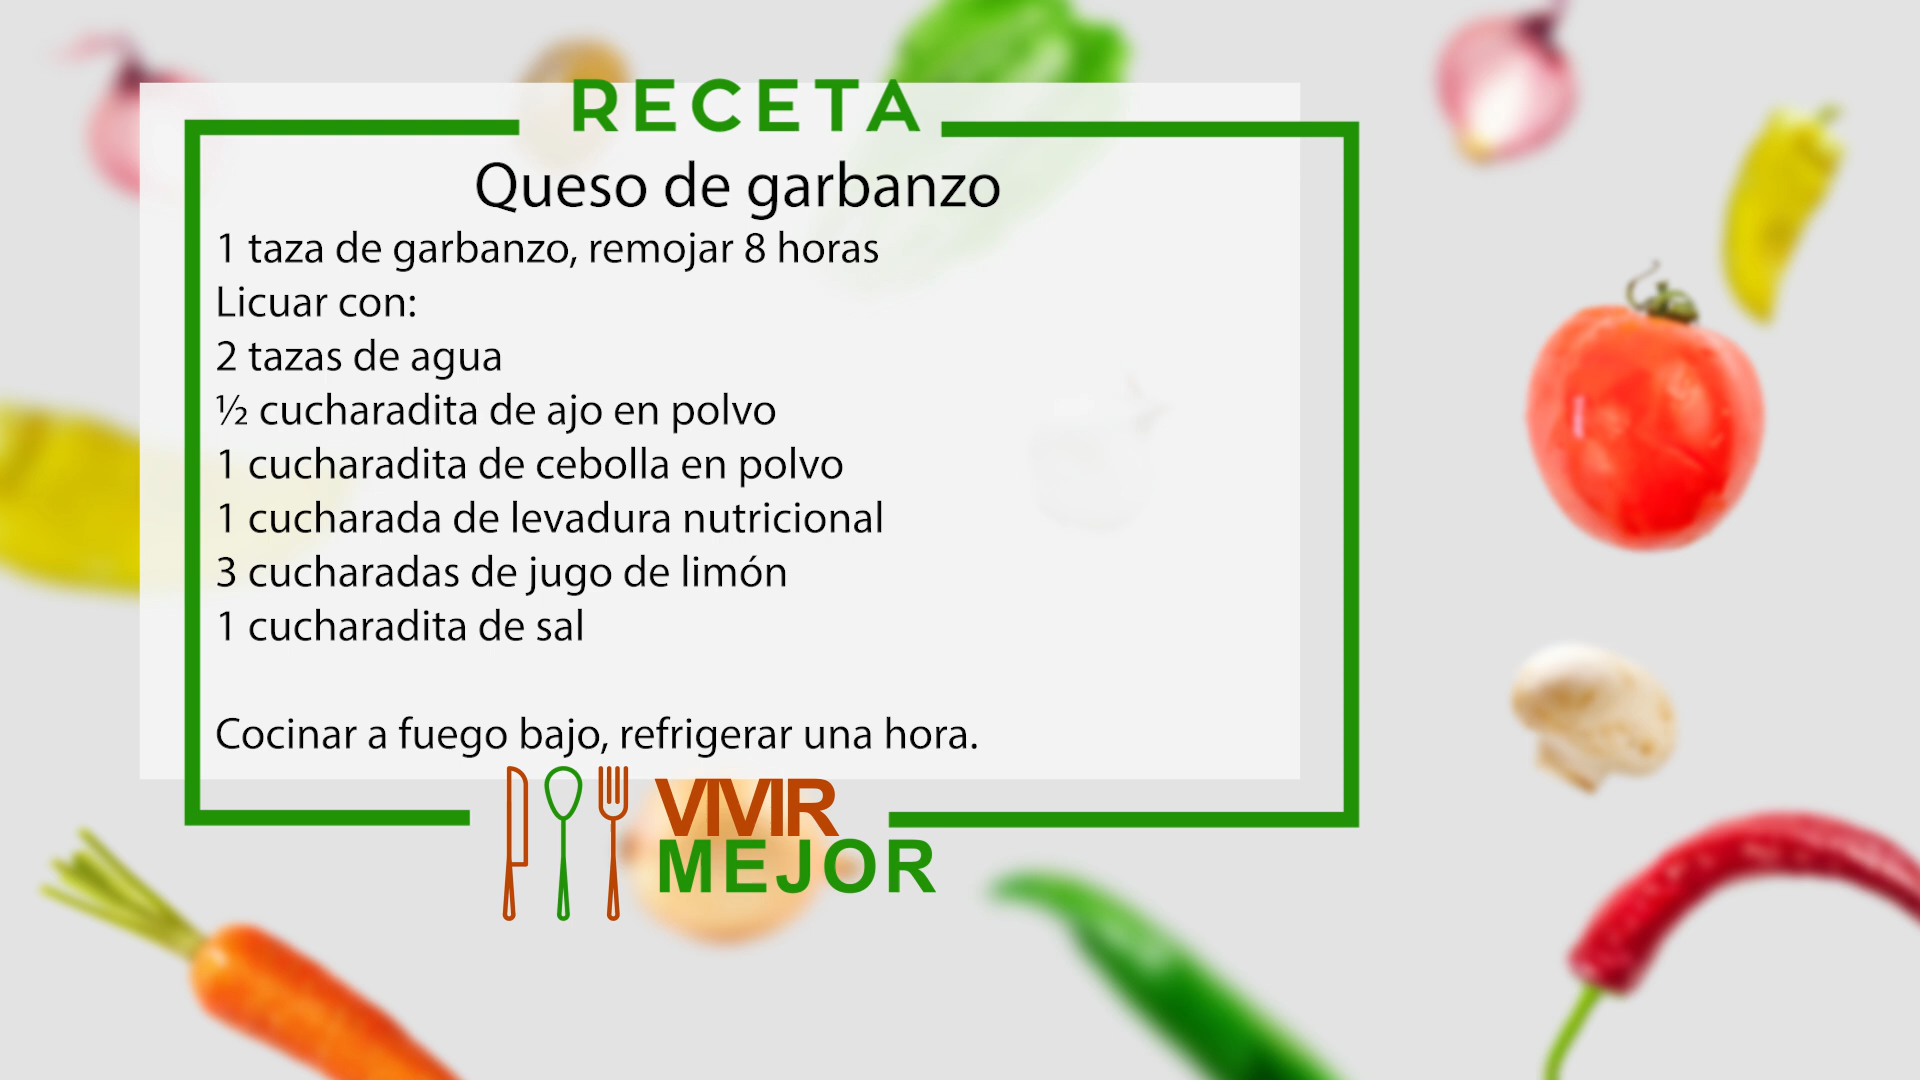 RECETA
Queso de garbanzo
1 taza de garbanzo, remojar 8 horas
Licuar con:
2 tazas de agua
½ cucharadita de ajo en polvo
1 cucharadita de cebolla en polvo
1 cucharada de levadura nutricional
3 cucharadas de jugo de limón
1 cucharadita de sal
Cocinar a fuego bajo, refrigerar una hora.
VIVIR
MEJOR